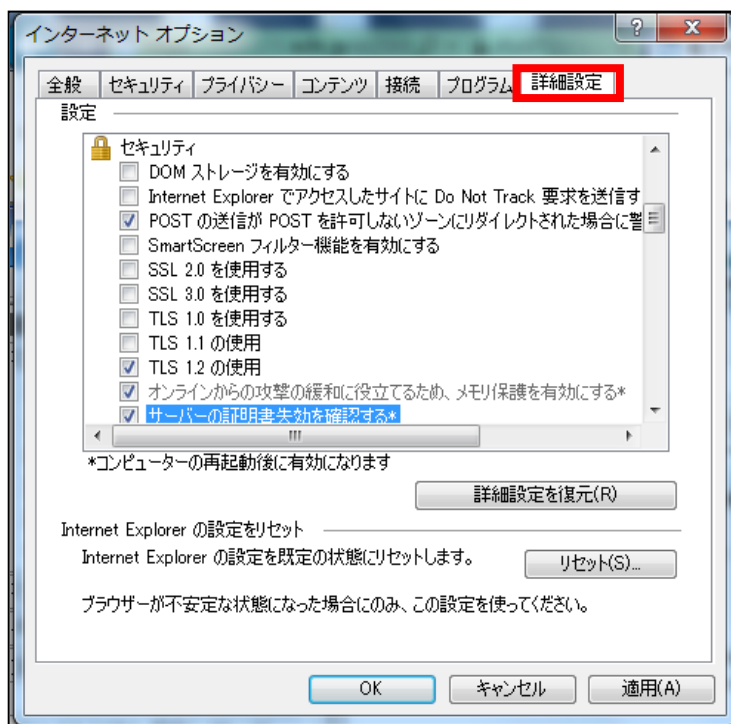 インターネット オプション
全般 セキュリティ プライバシー コンテンツ 接続 プログラム 詳細設定
設定
セキュリティ
DOM ストレージを有効にする
Internet Explorer でアクセスしたサイトに Do Not Track 要求を送信す
POST の送信が POST を許可しないゾーンにリダイレクトされた場合に警
SmartScreen フィルター機能を有効にする
SSL 2.0 を使用する
SSL 3.0 を使用する
TLS 1.0 を使用する
TLS 1.1 の使用
TLS 1.2 の使用
オンラインからの攻撃の緩和に役立てるため、メモリ保護を有効にする*
サーバーの証明書失効を確認する*
*コンピューターの再起動後に有効になります
詳細設定を復元(R)
Internet Explorer の設定をリセット
Internet Explorer の設定を既定の状態にリセットします。
リセット(S)...
ブラウザーが不安定な状態になった場合にのみ、この設定を使ってください。
OK キャンセル 適用(A)